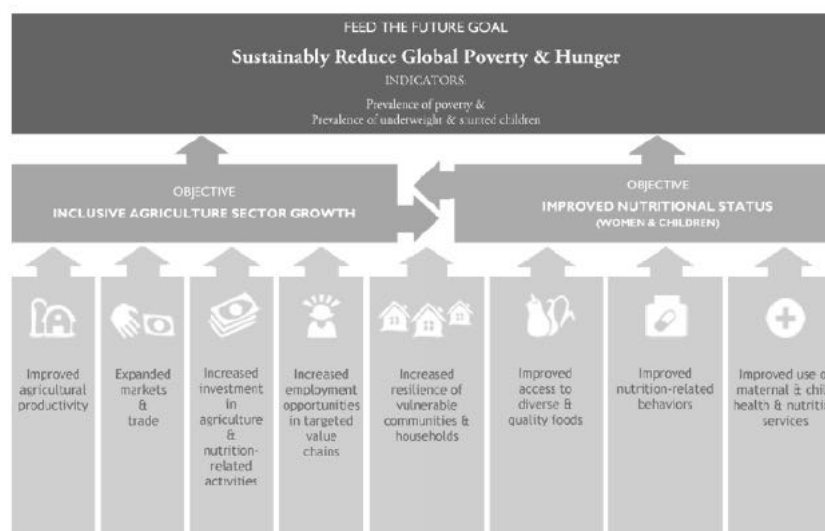 FEED THE FUTURE GOAL
Sustainably Reduce Global Poverty & Hunger
INDICATORS:
Prevalence of poverty &
Prevalence of underweight & stunted children
OBJECTIVE
INCLUSIVE AGRICULTURE SECTOR GROWTH
OBJECTIVE
IMPROVED NUTRITIONAL STATUS
(WOMEN & CHILDREN)
Improved
agricultural
productivity
Expanded
markets
&
trade
Increased
investment
in
agriculture
&
nutrition-
related
activities
Increased
employment
opportunities
in targeted
value
chains
Increased
resilience of
vulnerable
communities &
households
Improved
access to
diverse &
quality foods
Improved
nutrition-related
behaviors
Improved use o
maternal & chil
health & nutriti
services